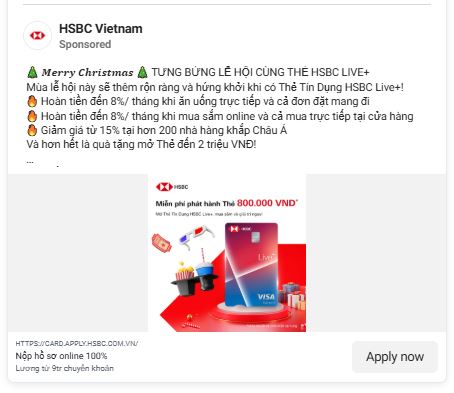 HSBC Vietnam
Sponsored
🎄 Merry Christmas 🎄 TƯNG BỪNG LỄ HỘI CÙNG THẺ HSBC LIVE+
Mùa lễ hội này sẽ thêm rộn ràng và hứng khởi khi có Thẻ Tín Dụng HSBC Live+!
🔥 Hoàn tiền đến 8%/ tháng khi ăn uống trực tiếp và cả đơn đặt mang đi
🔥 Hoàn tiền đến 8%/ tháng khi mua sắm online và cả mua trực tiếp tại cửa hàng
🔥 Giảm giá từ 15% tại hơn 200 nhà hàng khắp Châu Á
Và hơn hết là quà tặng mở Thẻ đến 2 triệu VNĐ!
...
HSBC
Miễn phí phát hành Thẻ 800.000 VND*
Mở Thẻ Tín Dụng HSBC Live+, mua sắm và giải trí ngay!
HSBC
Live+
VISA
HTTPS://CARD.APPLY.HSBC.COM.VN/
Nộp hồ sơ online 100%
Lương từ 9tr chuyển khoản
Apply now